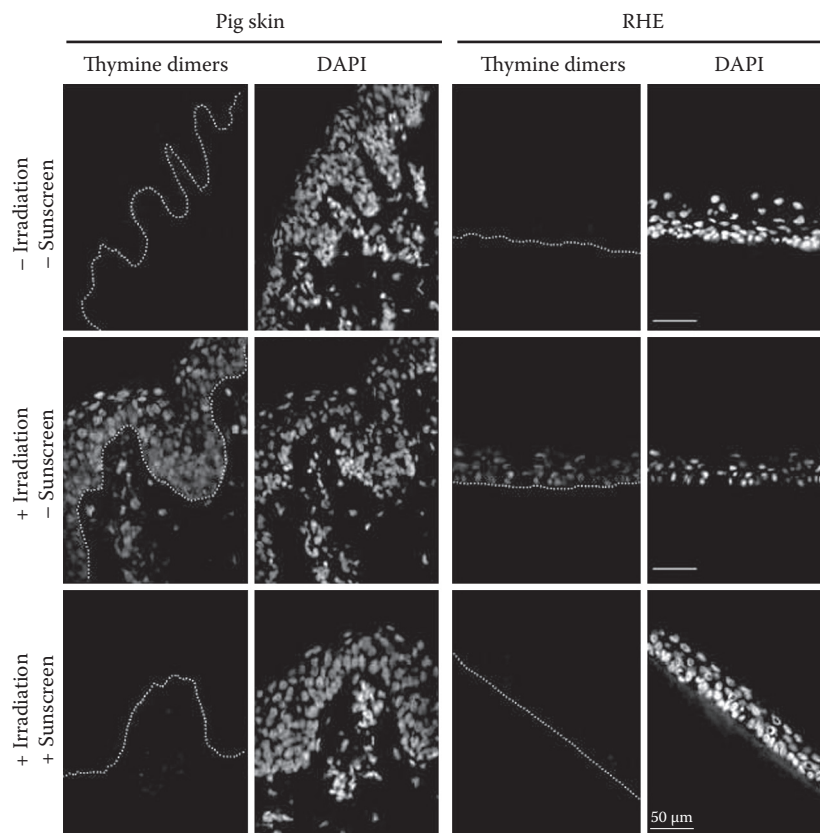 Pig skin
RHE
Thymine dimers
DAPI
Thymine dimers
DAPI
– Irradiation
– Sunscreen
+ Irradiation
– Sunscreen
+ Irradiation
+ Sunscreen
50 μm